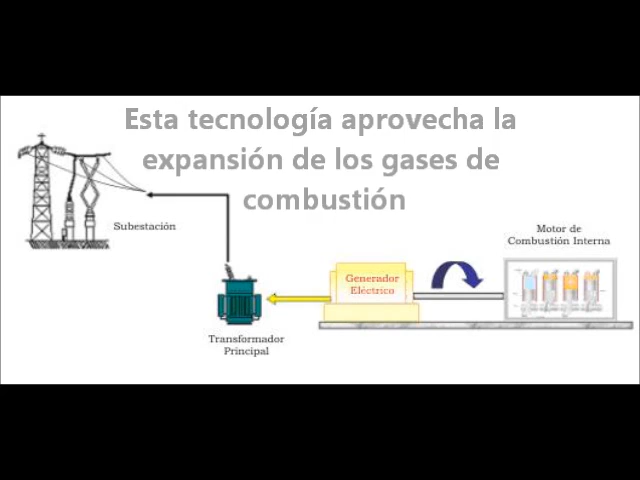 Esta tecnología aprovecha la
expansión de los gases de
combustión
Subestación
Motor de
Combustión Interna
Generador
Eléctrico
Transformador
Principal